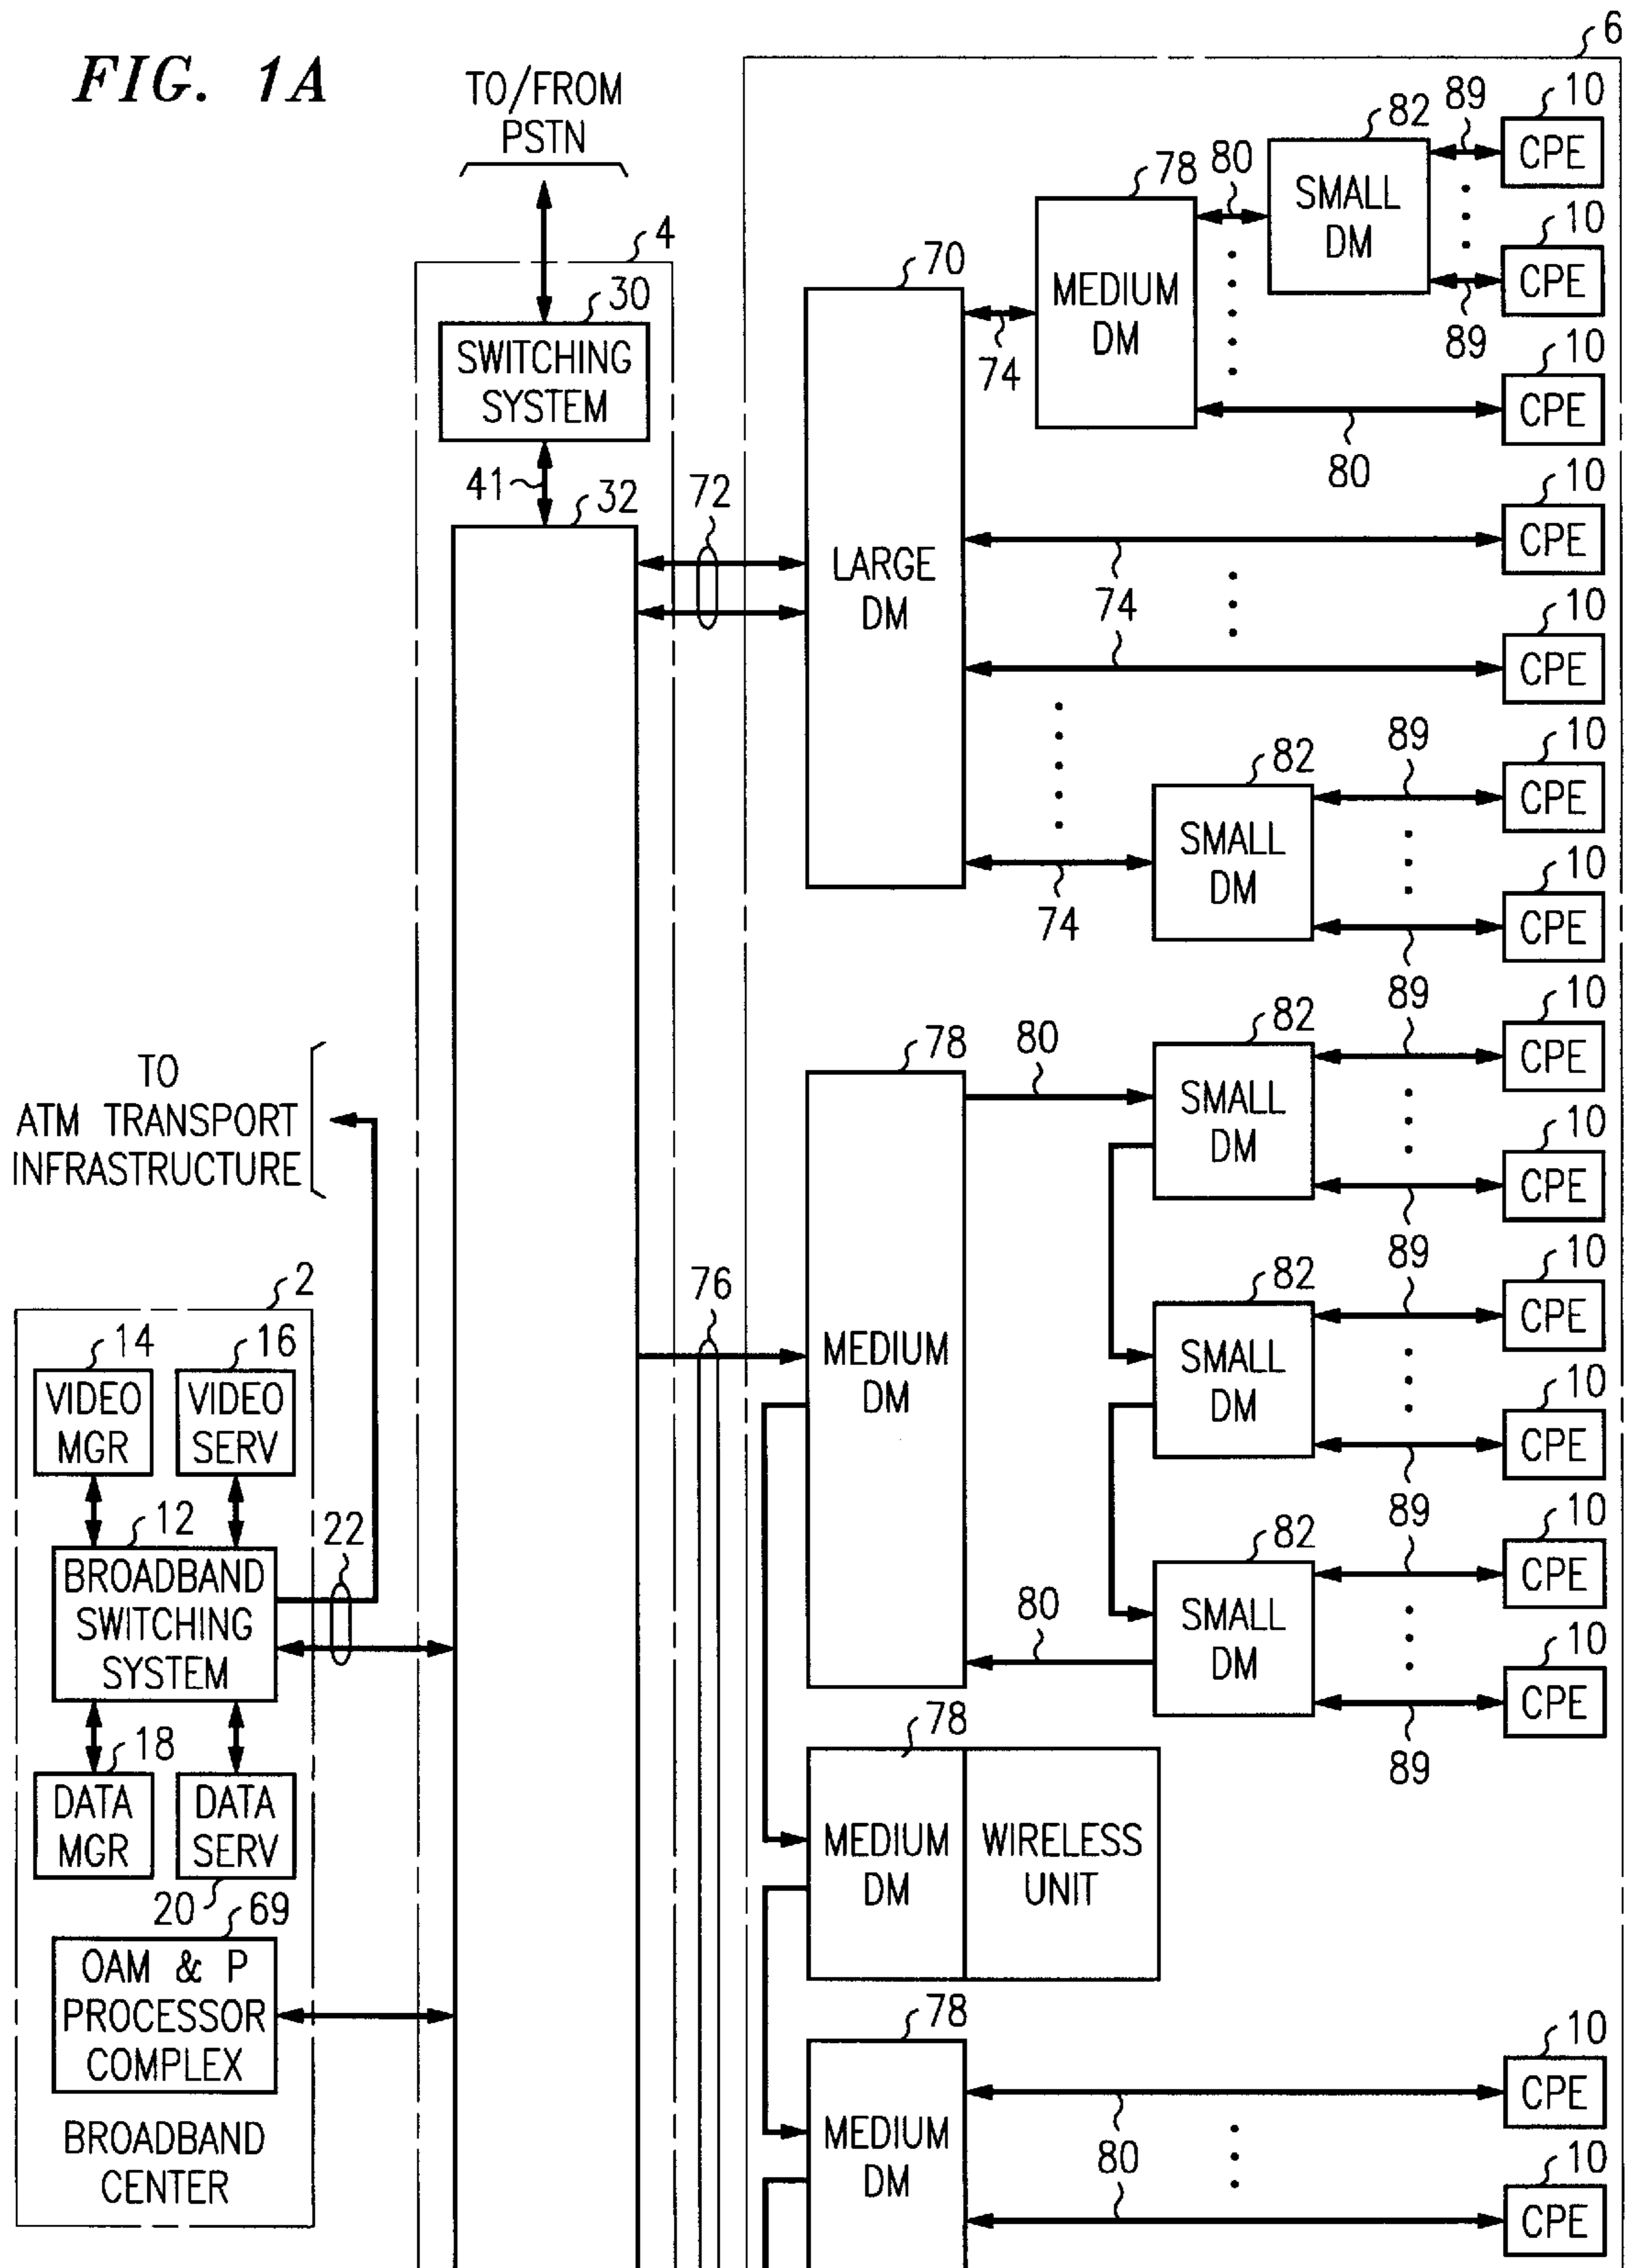 FIG. 1A
TO/FROM
PSTN
4
30
SWITCHING
SYSTEM
41
32
72
6
70
LARGE
DM
74
78
MEDIUM
DM
80
82
SMALL
DM
89
10
CPE
10
CPE
89
10
CPE
80
10
CPE
74
10
CPE
74
82
SMALL
DM
74
89
10
CPE
10
CPE
89
TO
ATM TRANSPORT
INFRASTRUCTURE
76
78
MEDIUM
DM
80
82
SMALL
DM
89
10
CPE
10
CPE
89
82
SMALL
DM
89
10
CPE
10
CPE
89
82
SMALL
DM
80
89
10
CPE
10
CPE
89
2
14
VIDEO
MGR
16
VIDEO
SERV
12
BROADBAND
SWITCHING
SYSTEM
22
18
DATA
MGR
DATA
SERV
20
69
OAM & P
PROCESSOR
COMPLEX
BROADBAND
CENTER
78
MEDIUM
DM
WIRELESS
UNIT
78
MEDIUM
DM
10
CPE
80
10
CPE